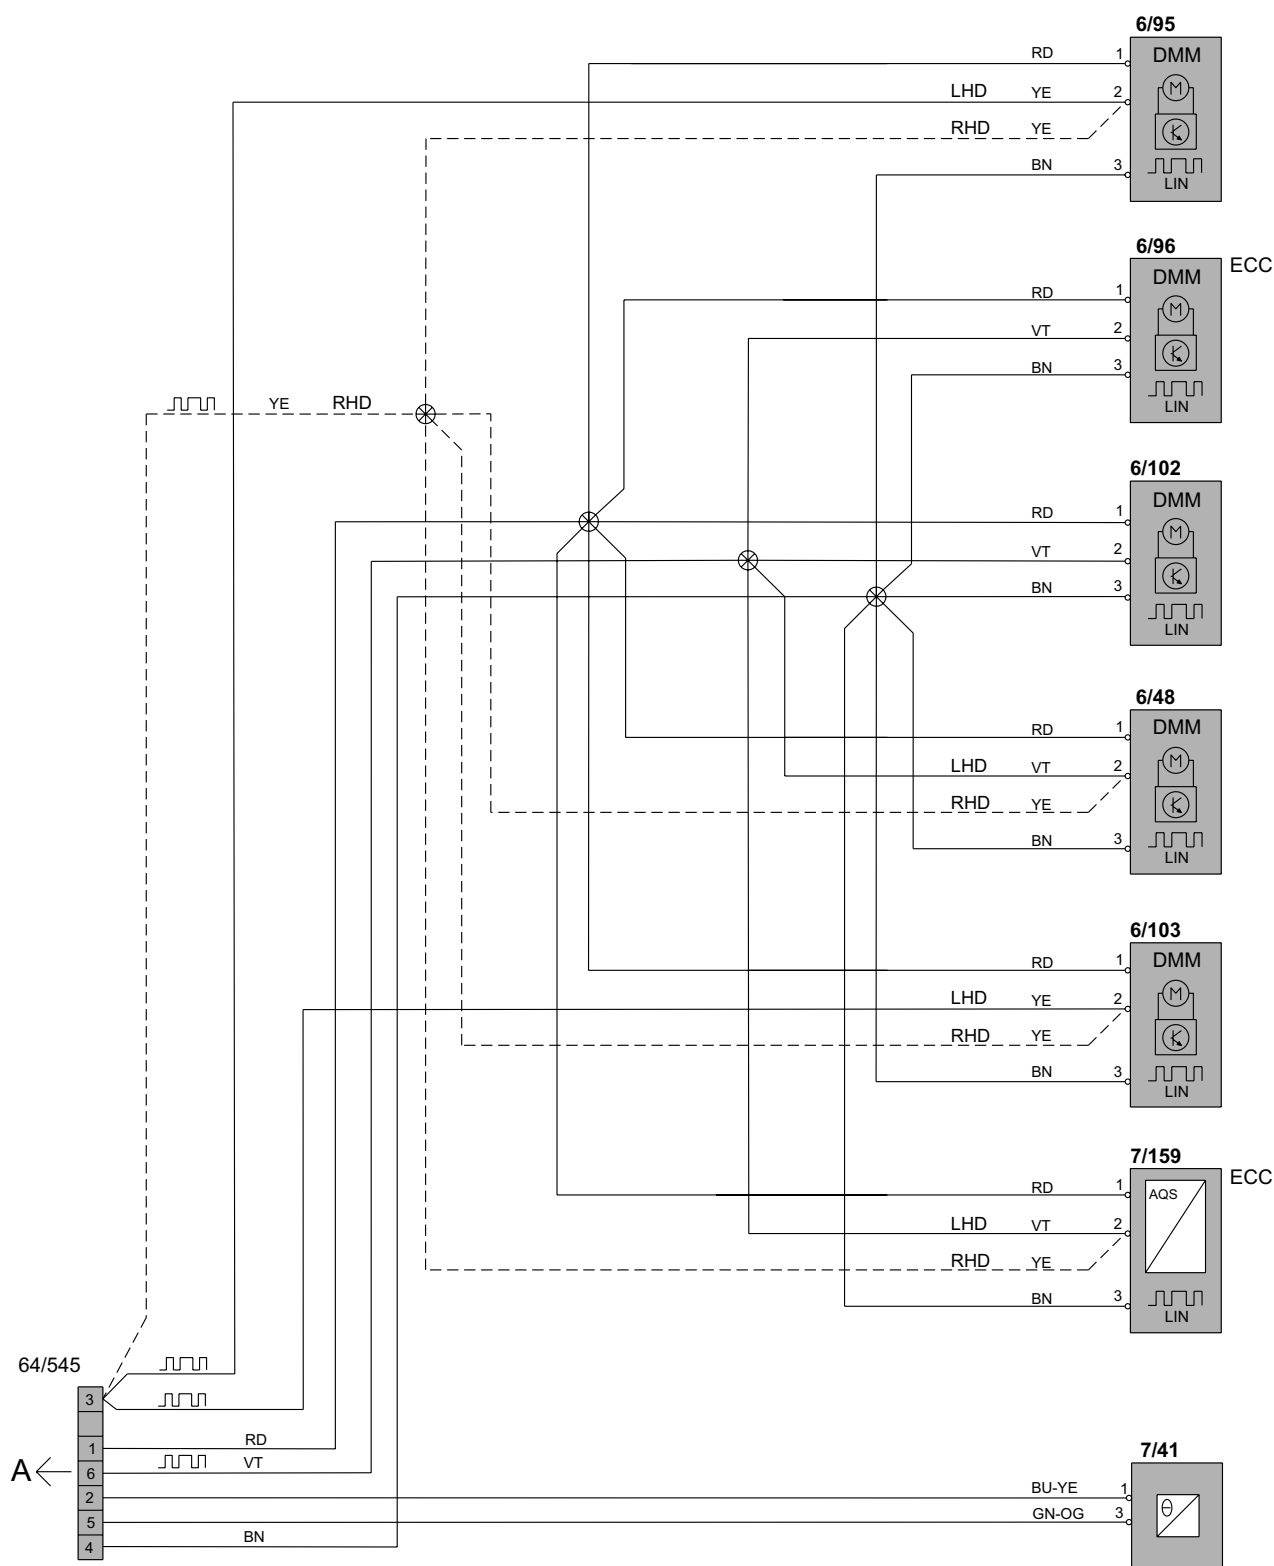 6/95
DMM
RD 1
LHD YE 2
RHD YE
BN 3
M
LIN
6/96
ECC
DMM
RD 1
VT 2
BN 3
M
LIN
YE RHD
6/102
DMM
RD 1
VT 2
BN 3
M
LIN
6/48
DMM
RD 1
LHD VT 2
RHD YE
BN 3
M
LIN
6/103
DMM
RD 1
LHD YE 2
RHD YE
BN 3
M
LIN
7/159
ECC
AQS
RD 1
LHD VT 2
RHD YE
BN 3
LIN
64/545
3
1 RD
A
6 VT
2
5
4 BN
7/41
BU-YE 1
GN-OG 3
θ